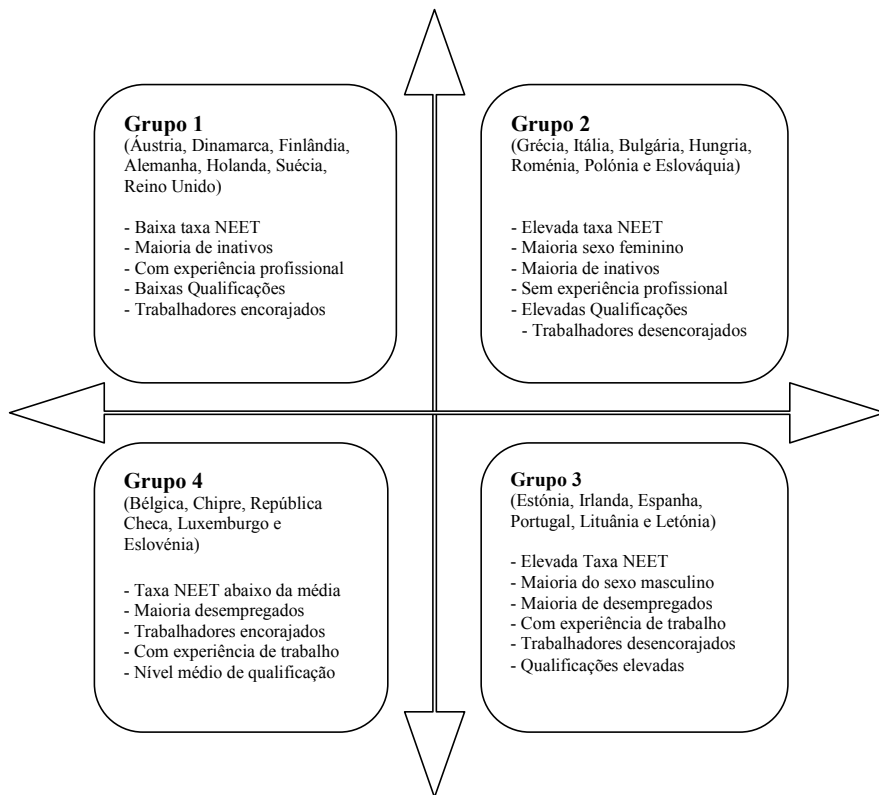 Grupo 1
(Áustria, Dinamarca, Finlândia,
Alemanha, Holanda, Suécia,
Reino Unido)
- Baixa taxa NEET
- Maioria de inativos
- Com experiência profissional
- Baixas Qualificações
- Trabalhadores encorajados
Grupo 2
(Grécia, Itália, Bulgária, Hungria,
Roménia, Polónia e Eslováquia)
- Elevada taxa NEET
- Maioria sexo feminino
- Maioria de inativos
- Sem experiência profissional
- Elevadas Qualificações
- Trabalhadores desencorajados
Grupo 4
(Bélgica, Chipre, República
Checa, Luxemburgo e
Eslovénia)
- Taxa NEET abaixo da média
- Maioria desempregados
- Trabalhadores encorajados
- Com experiência de trabalho
- Nível médio de qualificação
Grupo 3
(Estónia, Irlanda, Espanha,
Portugal, Lituânia e Letónia)
- Elevada Taxa NEET
- Maioria do sexo masculino
- Maioria de desempregados
- Com experiência de trabalho
- Trabalhadores desencorajados
- Qualificações elevadas